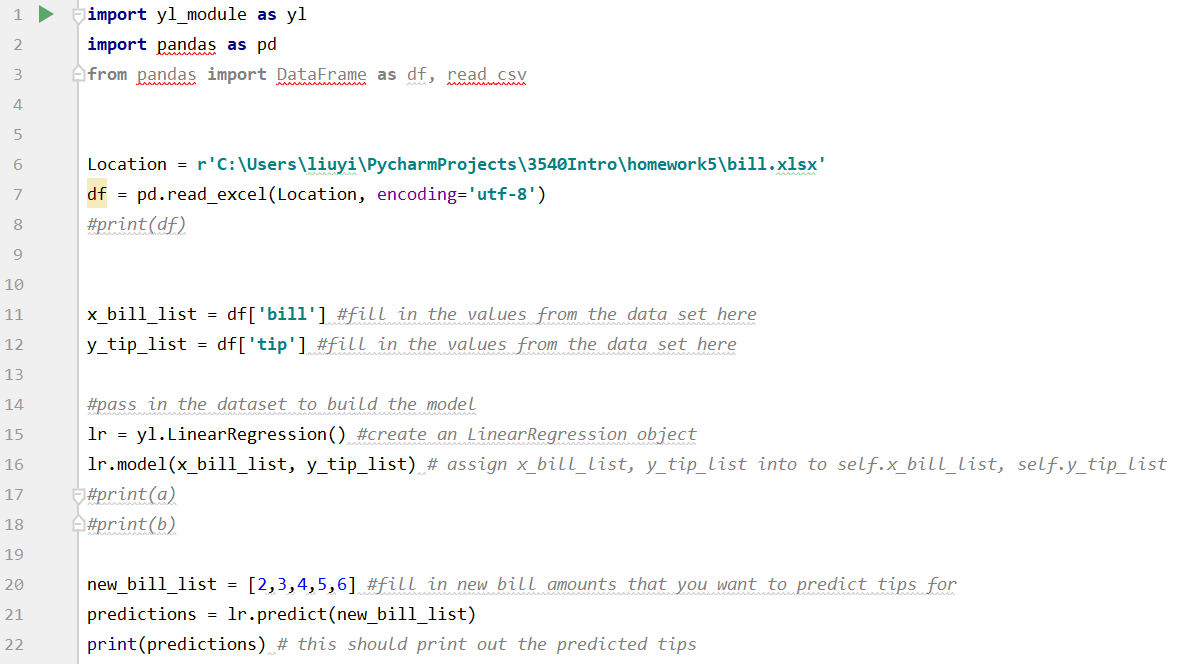 1 import yl_module as yl
2 import pandas as pd
3 from pandas import DataFrame as df, read_csv
4
5
6 Location = r'C:\Users\liuyi\PycharmProjects\3540Intro\homework5\bill.xlsx'
7 df = pd.read_excel(Location, encoding='utf-8')
8 #print(df)
9
10
11 x_bill_list = df['bill'] #fill in the values from the data set here
12 y_tip_list = df['tip'] #fill in the values from the data set here
13
14 #pass in the dataset to build the model
15 lr = yl.LinearRegression() #create an LinearRegression object
16 lr.model(x_bill_list, y_tip_list) # assign x_bill_list, y_tip_list into to self.x_bill_list, self.y_tip_list
17 #print(a)
18 #print(b)
19
20 new_bill_list = [2,3,4,5,6] #fill in new bill amounts that you want to predict tips for
21 predictions = lr.predict(new_bill_list)
22 print(predictions) # this should print out the predicted tips